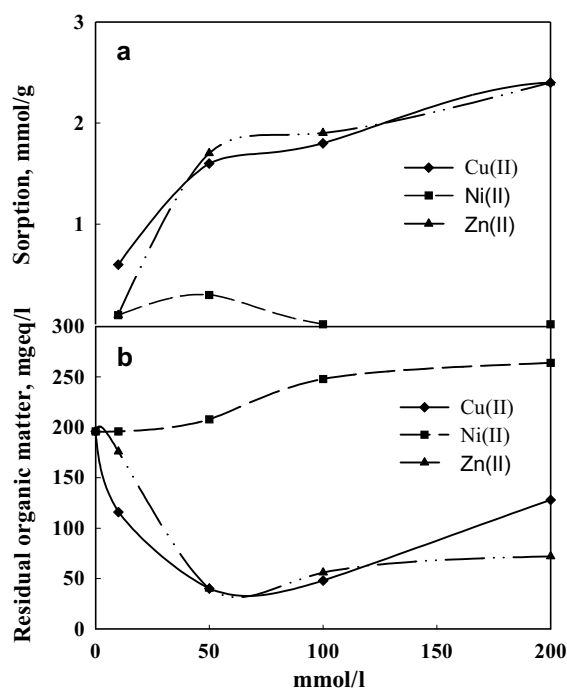 3
a
2
1
Sorption, mmol/g
Cu(II)
Ni(II)
Zn(II)
300
b
250
200
150
100
50
0
Residual organic matter, mgeq/l
Cu(II)
Ni(II)
Zn(II)
0 50 100 150 200
mmol/l